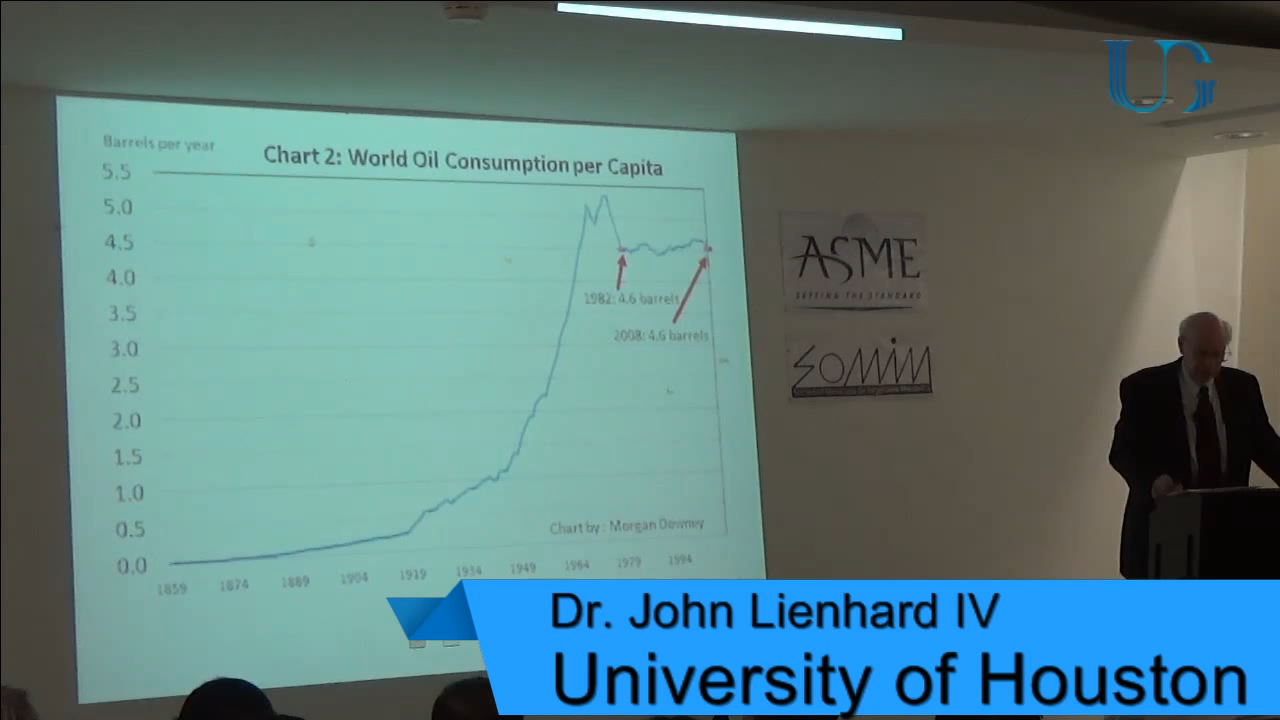 UG
Barrels per year
Chart 2: World Oil Consumption per Capita
5.5
5.0
4.5
4.0
3.5
3.0
2.5
2.0
1.5
1.0
0.5
0.0
1982: 4.6 barrels
2008: 4.6 barrels
Chart by : Morgan Downey
1859 1874 1889 1904 1919 1934 1949 1964 1979 1994
ASME
SETTING THE STANDARD
SOMIM
Dr. John Lienhard IV
University of Houston